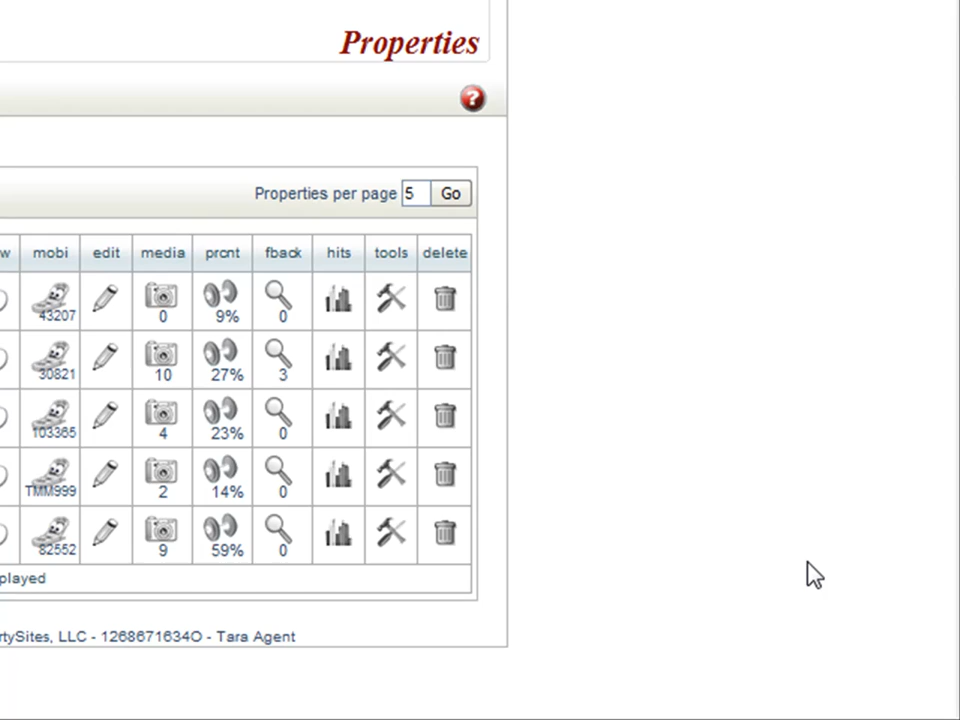 Properties
?
Properties per page 5 Go
w mobi edit media prcnt fback hits tools delete
43207 0 9% 0
30821 10 27% 3
103365 4 23% 0
TMM999 2 14% 0
82552 9 59% 0
played
rtySites, LLC - 1268671634O - Tara Agent